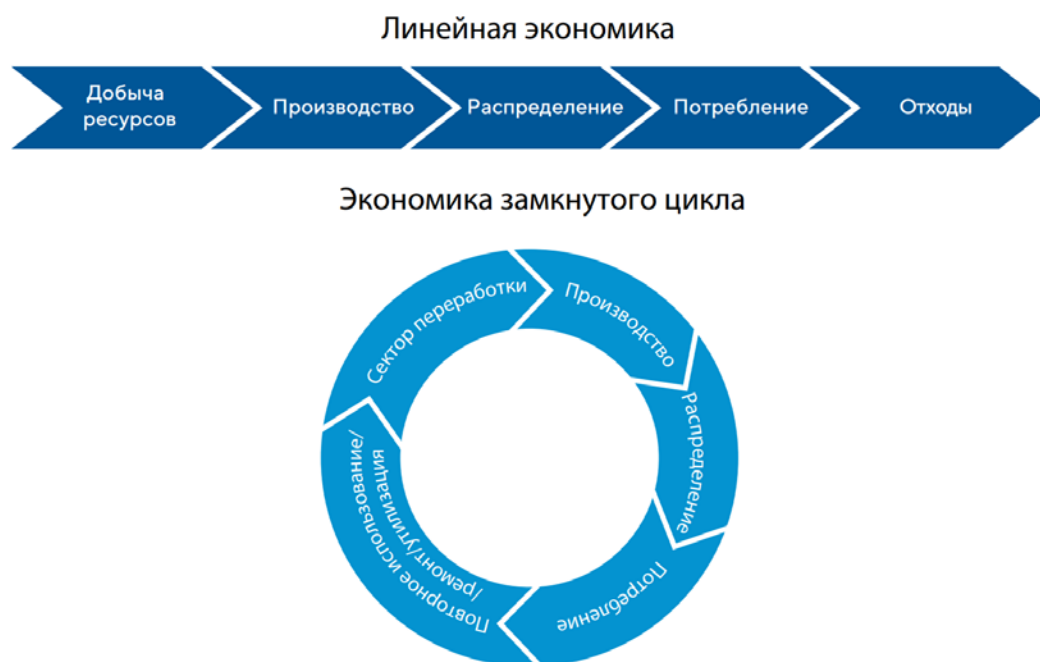 Линейная экономика
Добыча
ресурсов
Производство
Распределение
Потребление
Отходы
Экономика замкнутого цикла
Производство
Распределение
Потребление
Повторное использование/
/ремонт/утилизация
Сектор переработки